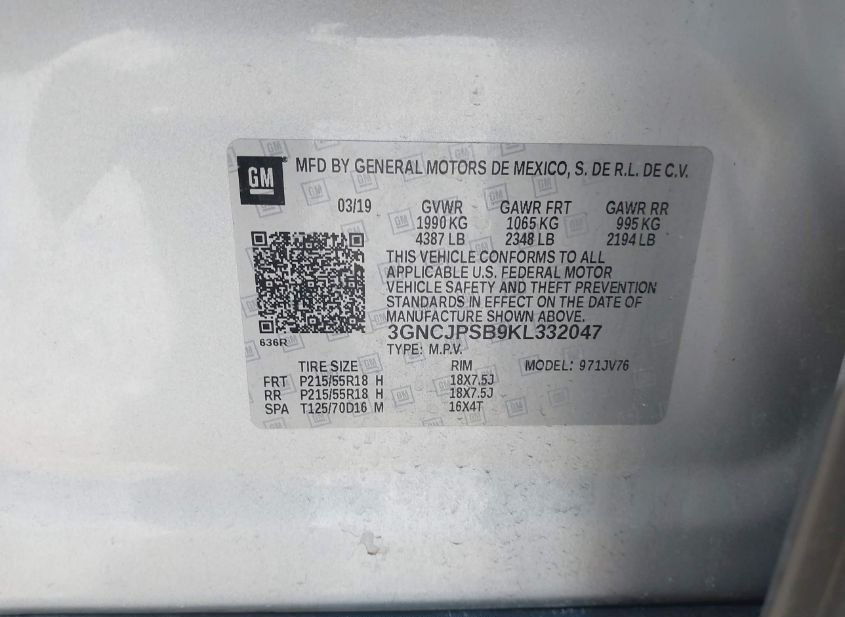 GM MFD BY GENERAL MOTORS DE MEXICO, S. DE R.L. DE C.V.
03/19 GVWR GAWR FRT GAWR RR
1990 KG 1065 KG 995 KG
4387 LB 2348 LB 2194 LB
THIS VEHICLE CONFORMS TO ALL
APPLICABLE U.S. FEDERAL MOTOR
VEHICLE SAFETY AND THEFT PREVENTION
STANDARDS IN EFFECT ON THE DATE OF
MANUFACTURE SHOWN ABOVE.
3GNCJPSB9KL332047
636R
TYPE: M.P.V.
TIRE SIZE RIM MODEL: 971JV76
FRT P215/55R18 H 18X7.5J
RR P215/55R18 H 18X7.5J
SPA T125/70D16 M 16X4T